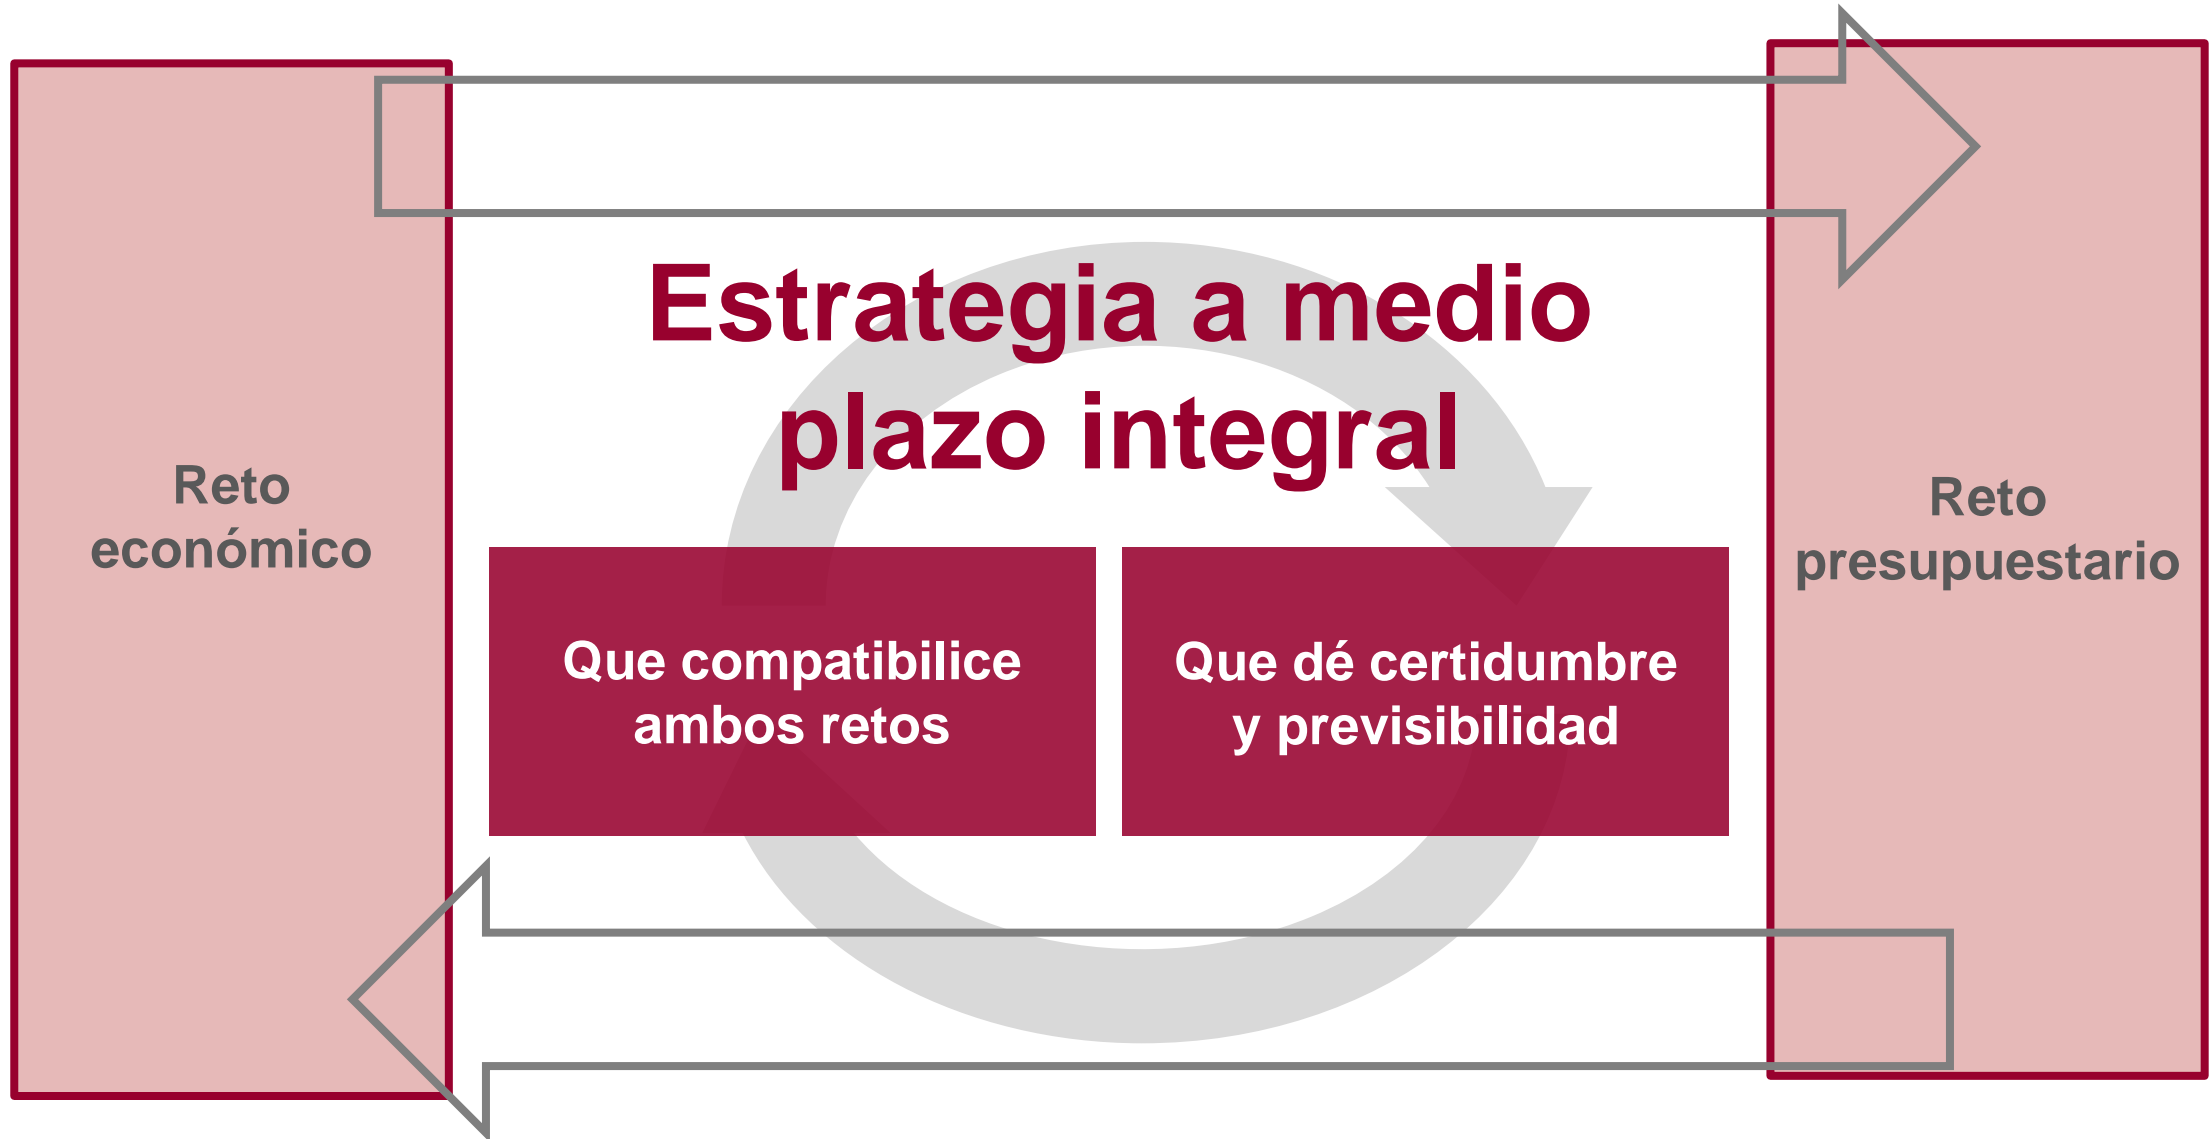 Estrategia a medio
plazo integral
Reto
económico
Que compatibilice
ambos retos
Que dé certidumbre
y previsibilidad
Reto
presupuestario